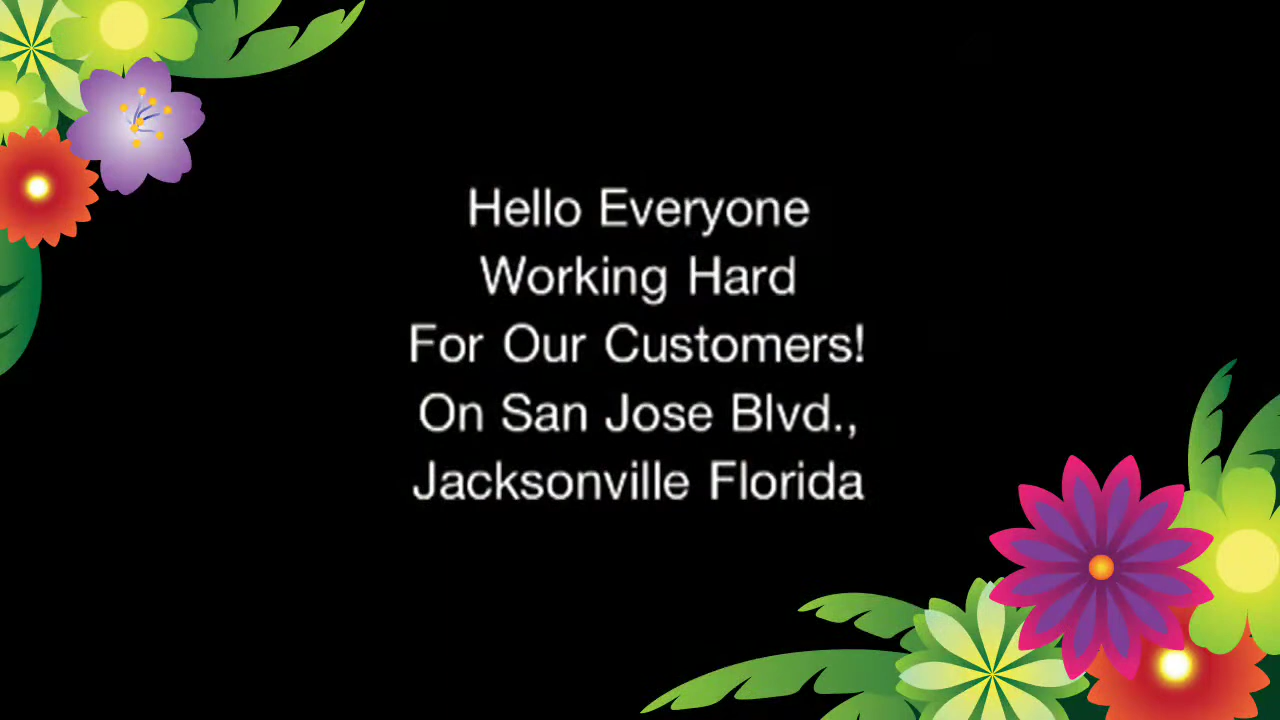 Hello Everyone
Working Hard
For Our Customers!
On San Jose Blvd.,
Jacksonville Florida